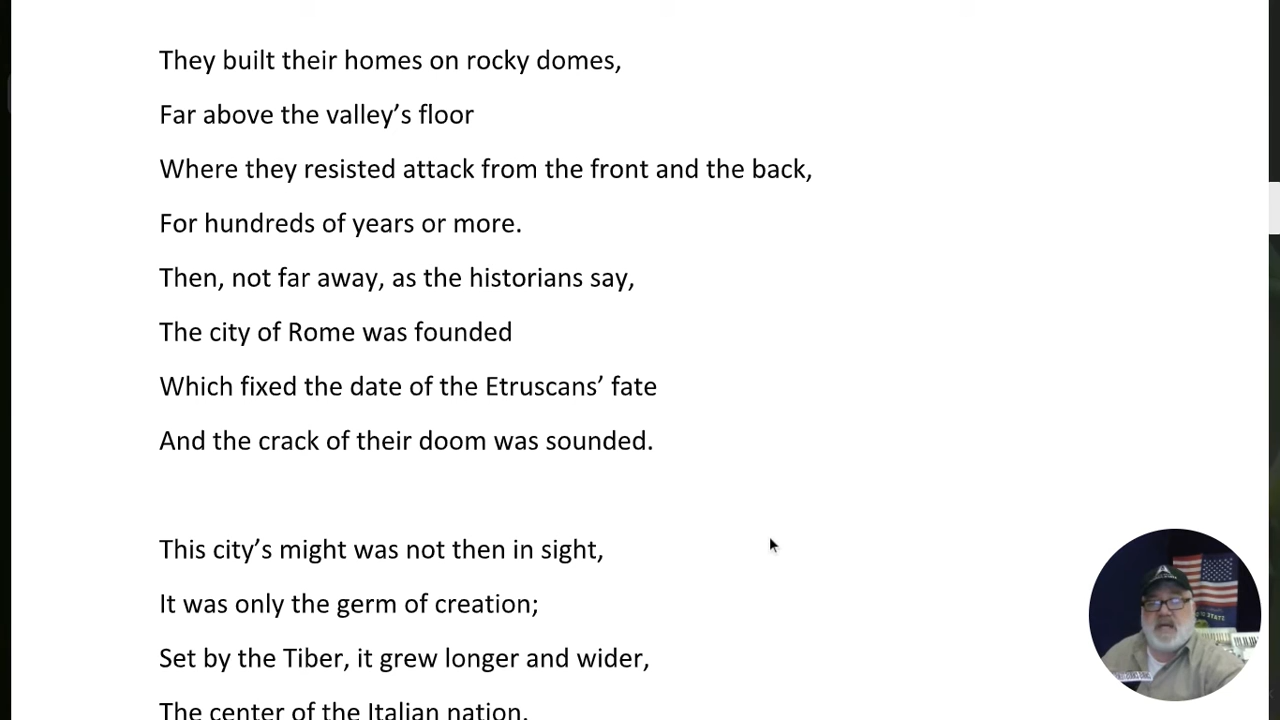 They built their homes on rocky domes,
Far above the valley’s floor
Where they resisted attack from the front and the back,
For hundreds of years or more.
Then, not far away, as the historians say,
The city of Rome was founded
Which fixed the date of the Etruscans’ fate
And the crack of their doom was sounded.
This city’s might was not then in sight,
It was only the germ of creation;
Set by the Tiber, it grew longer and wider,
The center of the Italian nation.